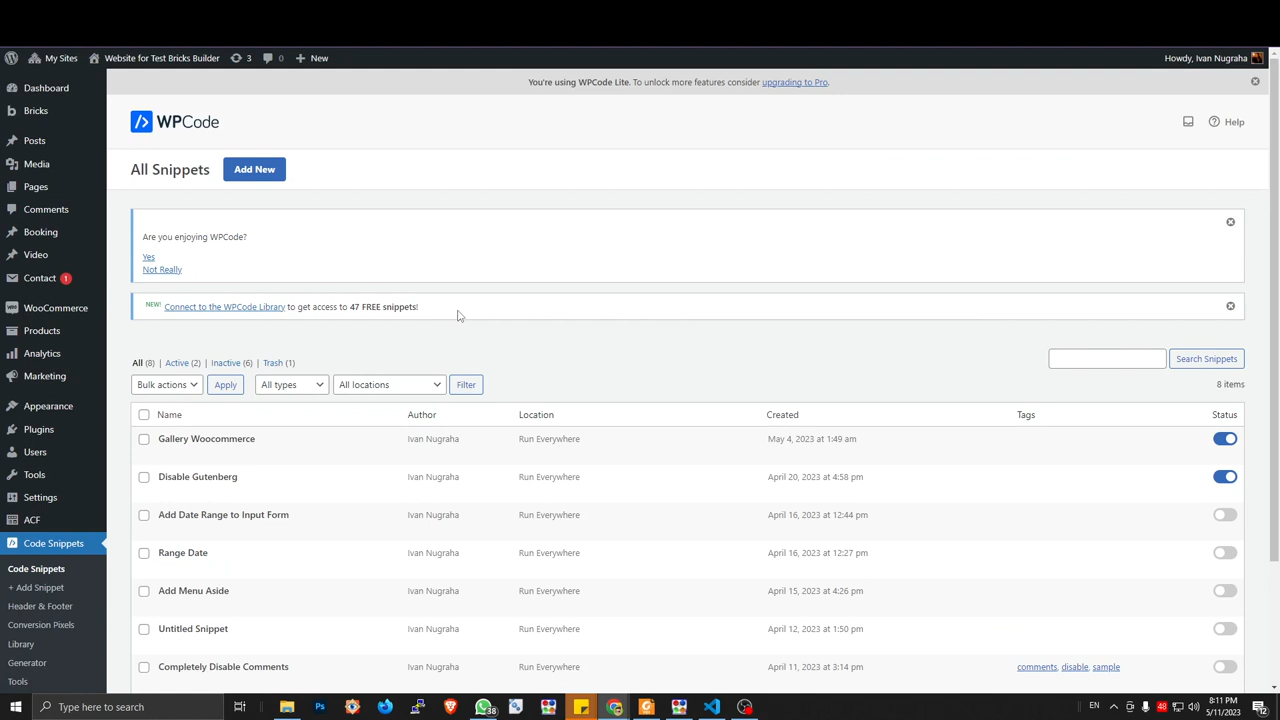 My Sites
Website for Test Bricks Builder
3
0
New
Howdy, Ivan Nugraha
You're using WPCode Lite. To unlock more features consider upgrading to Pro.
Dashboard
Bricks
Posts
Media
Pages
Comments
Booking
Video
Contact 1
WooCommerce
Products
Analytics
Marketing
Appearance
Plugins
Users
Tools
Settings
ACF
Code Snippets
Code Snippets
+ Add Snippet
Header & Footer
Conversion Pixels
Library
Generator
Tools
WPCode
Help
All Snippets
Add New
Are you enjoying WPCode?
Yes
Not Really
NEW! Connect to the WPCode Library to get access to 47 FREE snippets!
All (8) | Active (2) | Inactive (6) | Trash (1)
Search Snippets
Bulk actions
Apply
All types
All locations
Filter
8 items
Name Author Location Created Tags Status
Gallery Woocommerce Ivan Nugraha Run Everywhere May 4, 2023 at 1:49 am
Disable Gutenberg Ivan Nugraha Run Everywhere April 20, 2023 at 4:58 pm
Add Date Range to Input Form Ivan Nugraha Run Everywhere April 16, 2023 at 12:44 pm
Range Date Ivan Nugraha Run Everywhere April 16, 2023 at 12:27 pm
Add Menu Aside Ivan Nugraha Run Everywhere April 15, 2023 at 4:26 pm
Untitled Snippet Ivan Nugraha Run Everywhere April 12, 2023 at 1:50 pm
Completely Disable Comments Ivan Nugraha Run Everywhere April 11, 2023 at 3:14 pm comments, disable, sample
Type here to search
38
EN
48
8:11 PM
5/11/2023
12